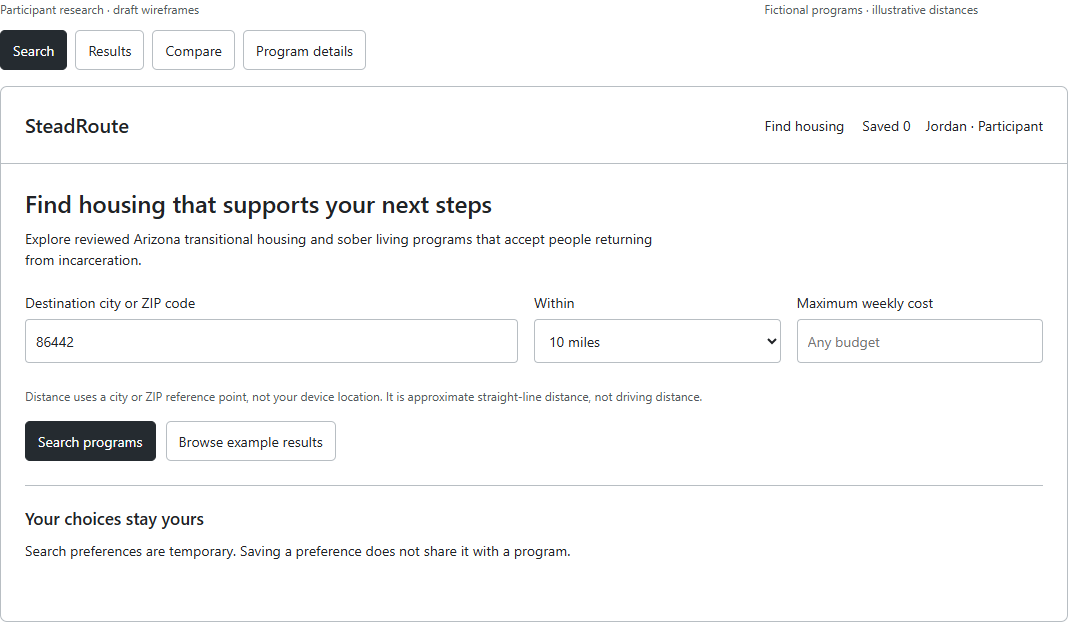 Participant research · draft wireframes
Fictional programs · illustrative distances
Search
Results
Compare
Program details
SteadRoute
Find housing
Saved 0
Jordan · Participant
Find housing that supports your next steps
Explore reviewed Arizona transitional housing and sober living programs that accept people returning
from incarceration.
Destination city or ZIP code
Within
Maximum weekly cost
86442
10 miles
Any budget
Distance uses a city or ZIP reference point, not your device location. It is approximate straight-line distance, not driving distance.
Search programs
Browse example results
Your choices stay yours
Search preferences are temporary. Saving a preference does not share it with a program.